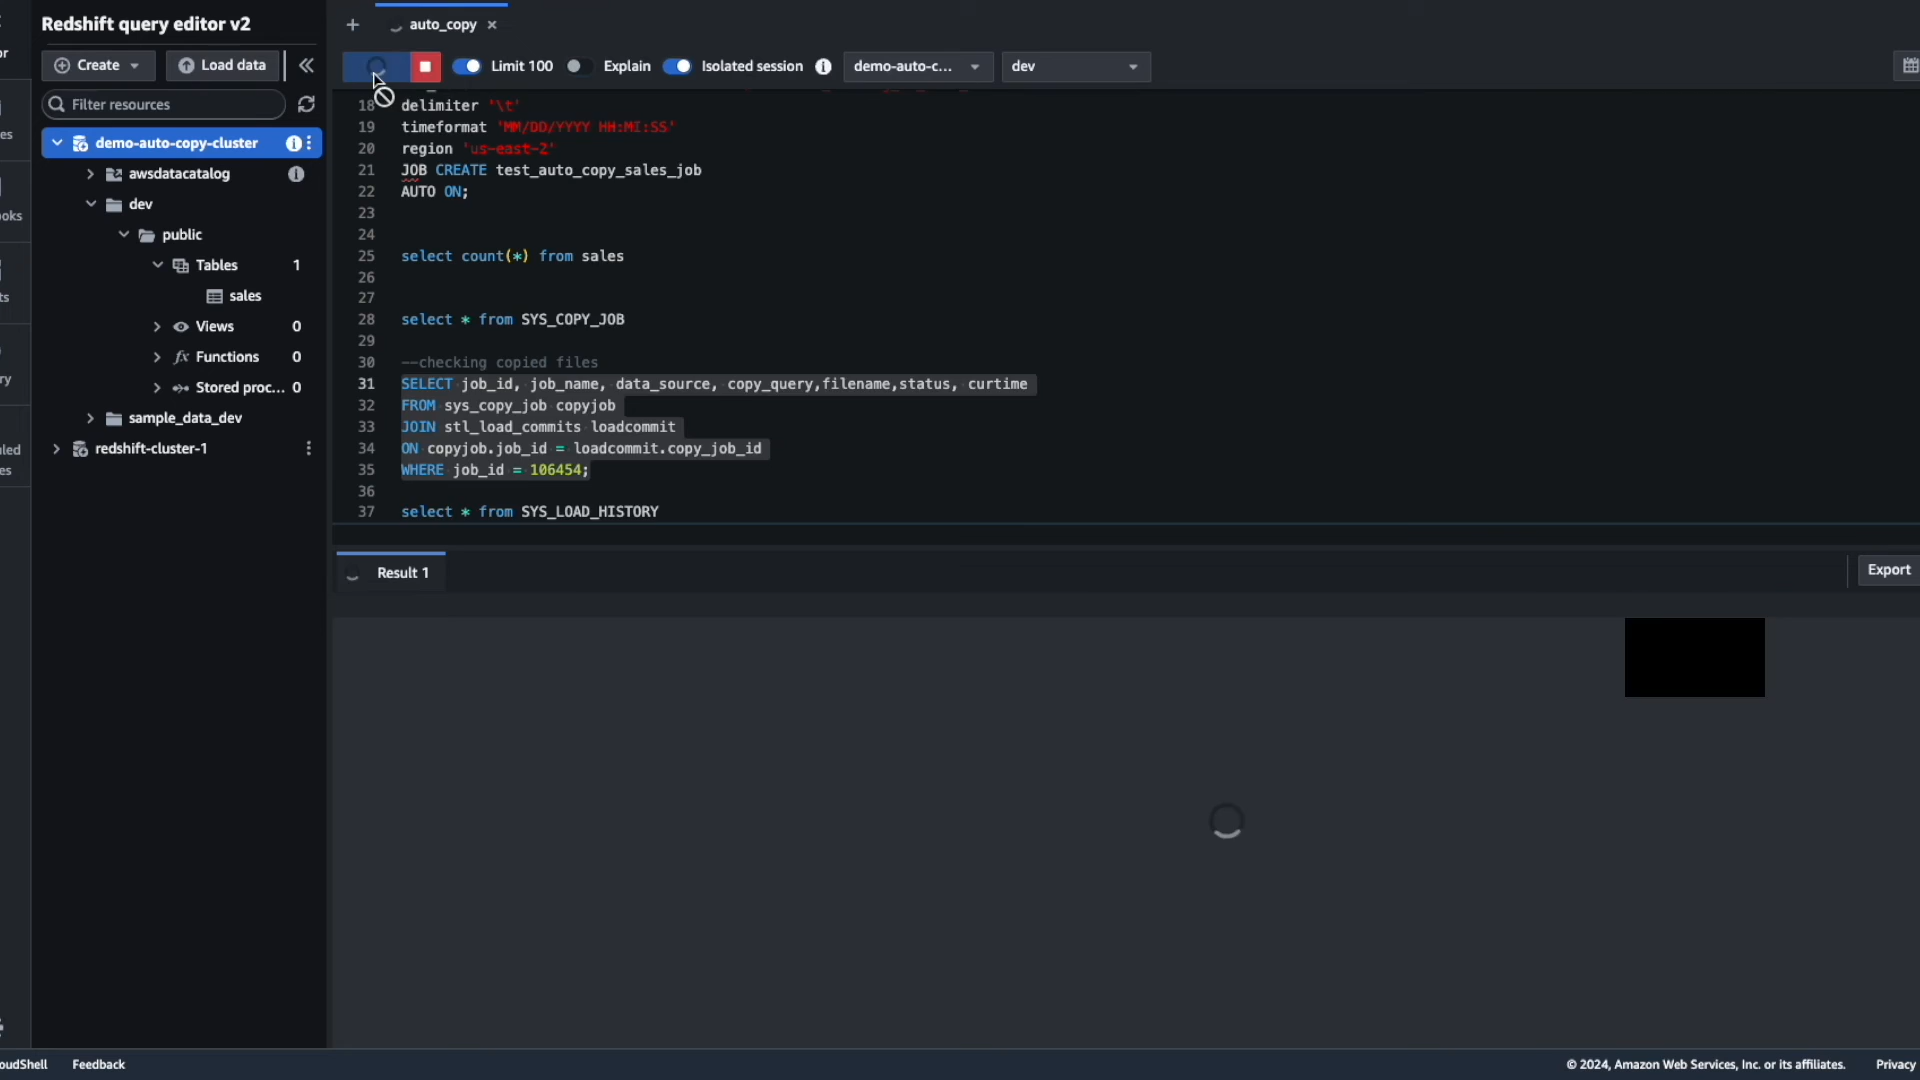 Redshift query editor v2
Create
Load data
Filter resources
demo-auto-copy-cluster
awsdatacatalog
dev
public
Tables 1
sales
Views 0
fx Functions 0
Stored proc... 0
sample_data_dev
redshift-cluster-1
auto_copy
Limit 100
Explain
Isolated session
demo-auto-c...
dev
18 delimiter '\t'
19 timeformat 'MM/DD/YYYY HH:MI:SS'
20 region 'us-east-2'
21 JOB CREATE test_auto_copy_sales_job
22 AUTO ON;
23
24
25 select count(*) from sales
26
27
28 select * from SYS_COPY_JOB
29
30 --checking copied files
31 SELECT job_id, job_name, data_source, copy_query,filename,status, curtime
32 FROM sys_copy_job copyjob
33 JOIN stl_load_commits loadcommit
34 ON copyjob.job_id = loadcommit.copy_job_id
35 WHERE job_id = 106454;
36
37 select * from SYS_LOAD_HISTORY
Result 1
Export
oudShell
Feedback
© 2024, Amazon Web Services, Inc. or its affiliates.
Privacy